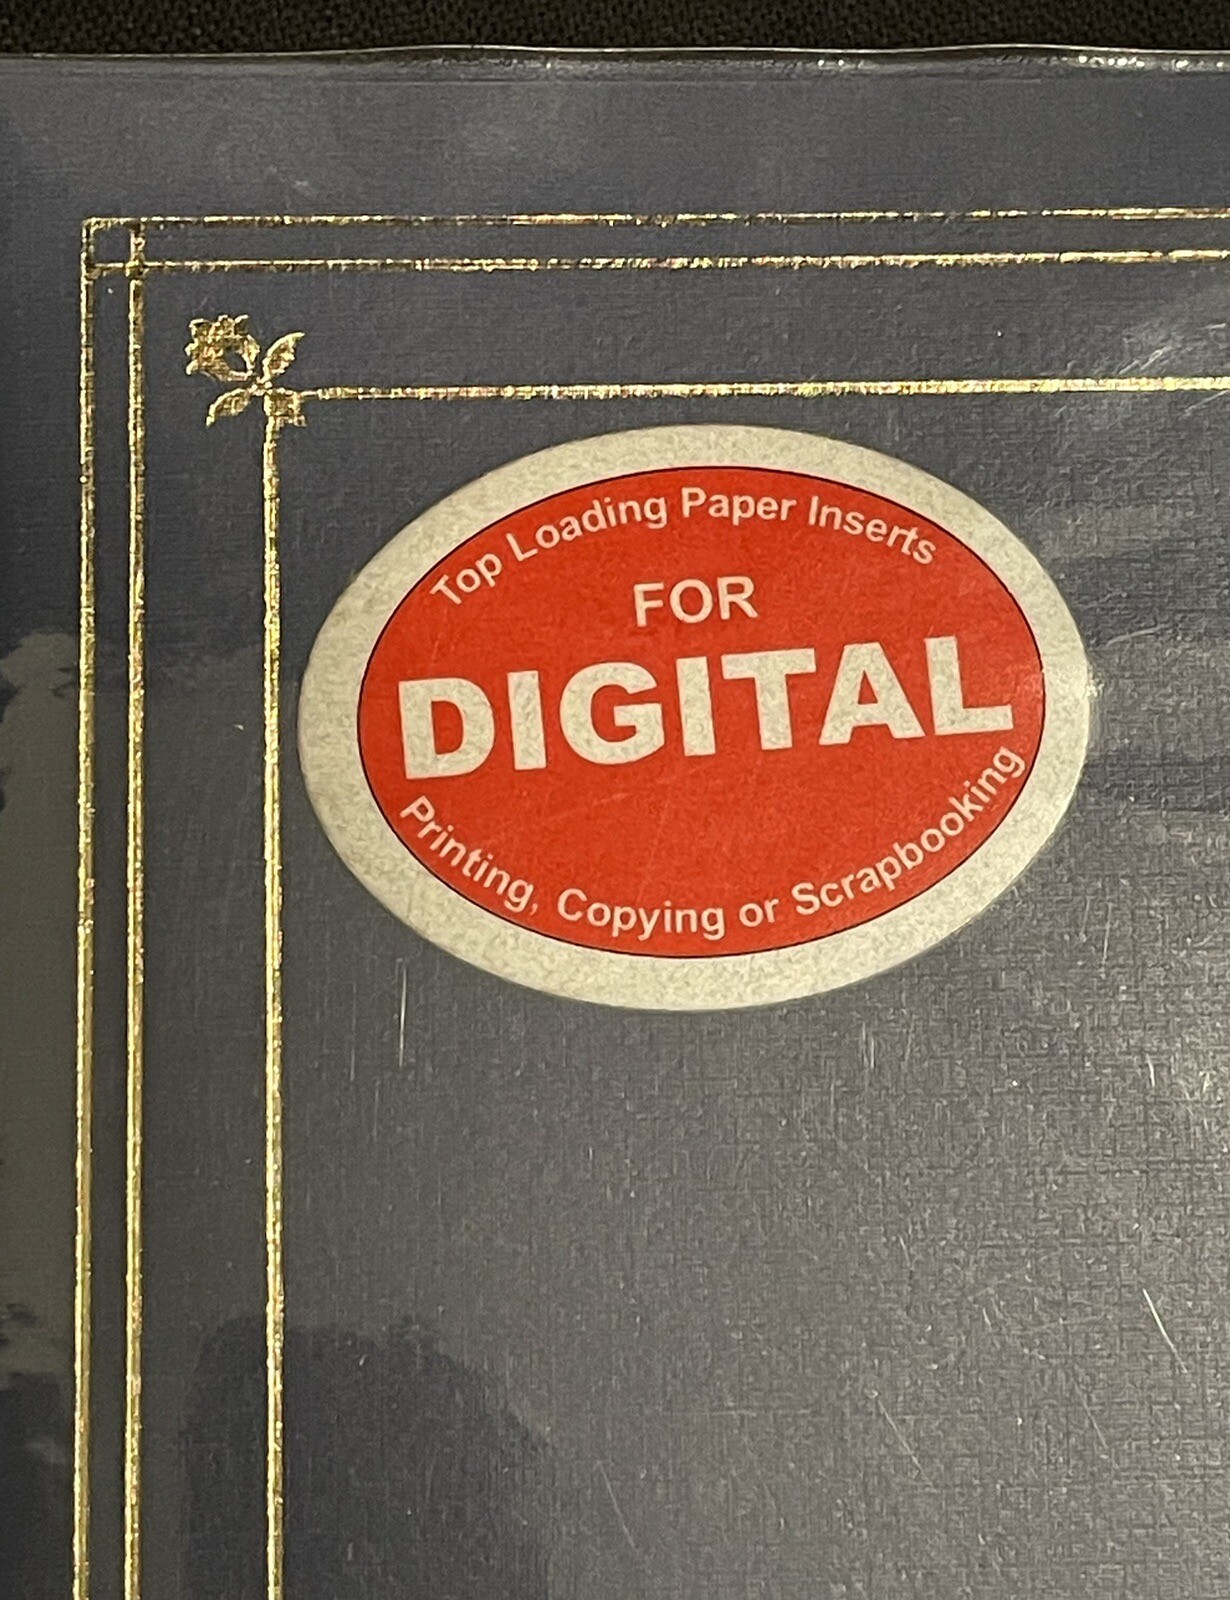 Top Loading Paper Inserts
FOR
DIGITAL
Printing, Copying or Scrapbooking